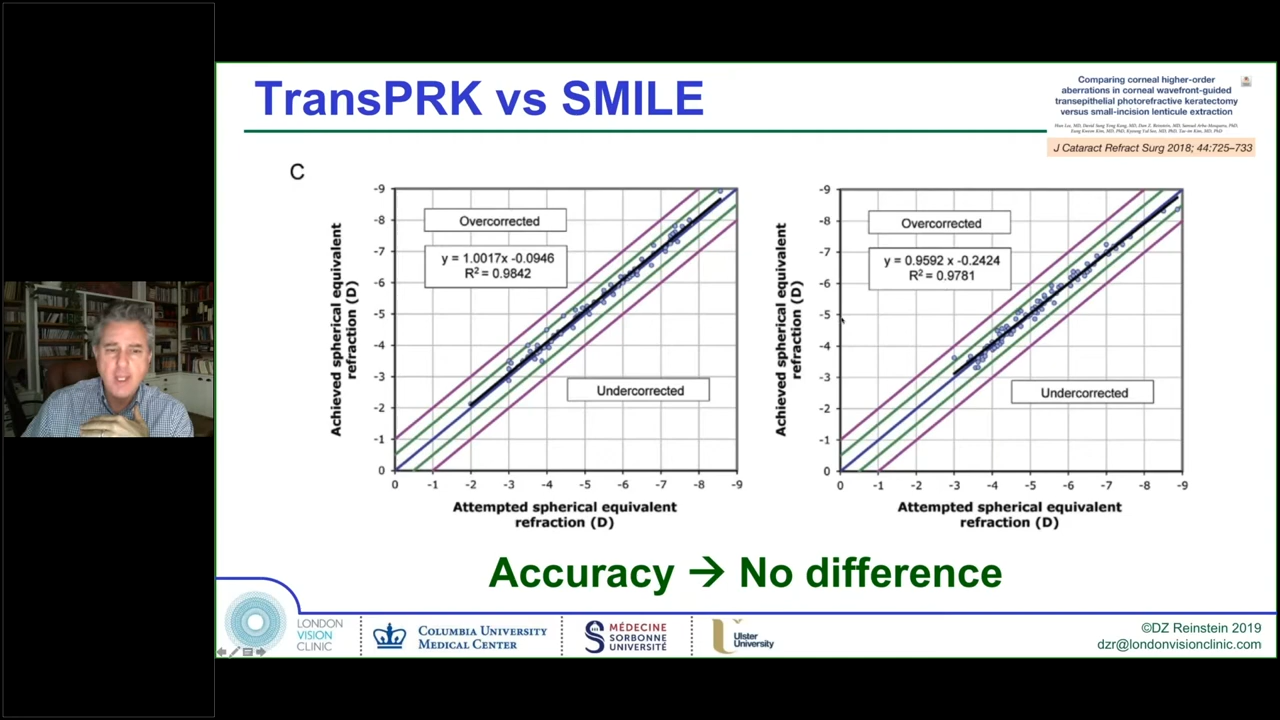 TransPRK vs SMILE
Comparing corneal higher-order
aberrations in corneal wavefront-guided
transepithelial photorefractive keratectomy
versus small-incision lenticule extraction
J Cataract Refract Surg 2018; 44:725–733
C
Achieved spherical equivalent
refraction (D)
-9
-8
-7
-6
-5
-4
-3
-2
-1
0
Overcorrected
y = 1.0017x -0.0946
R² = 0.9842
Undercorrected
0 -1 -2 -3 -4 -5 -6 -7 -8 -9
Attempted spherical equivalent
refraction (D)
Achieved spherical equivalent
refraction (D)
-9
-8
-7
-6
-5
-4
-3
-2
-1
0
Overcorrected
y = 0.9592 x -0.2424
R² = 0.9781
Undercorrected
0 -1 -2 -3 -4 -5 -6 -7 -8 -9
Attempted spherical equivalent
refraction (D)
Accuracy → No difference
LONDON
VISION
CLINIC
COLUMBIA UNIVERSITY
MEDICAL CENTER
MÉDECINE
SORBONNE
UNIVERSITÉ
Ulster
University
©DZ Reinstein 2019
dzr@londonvisionclinic.com